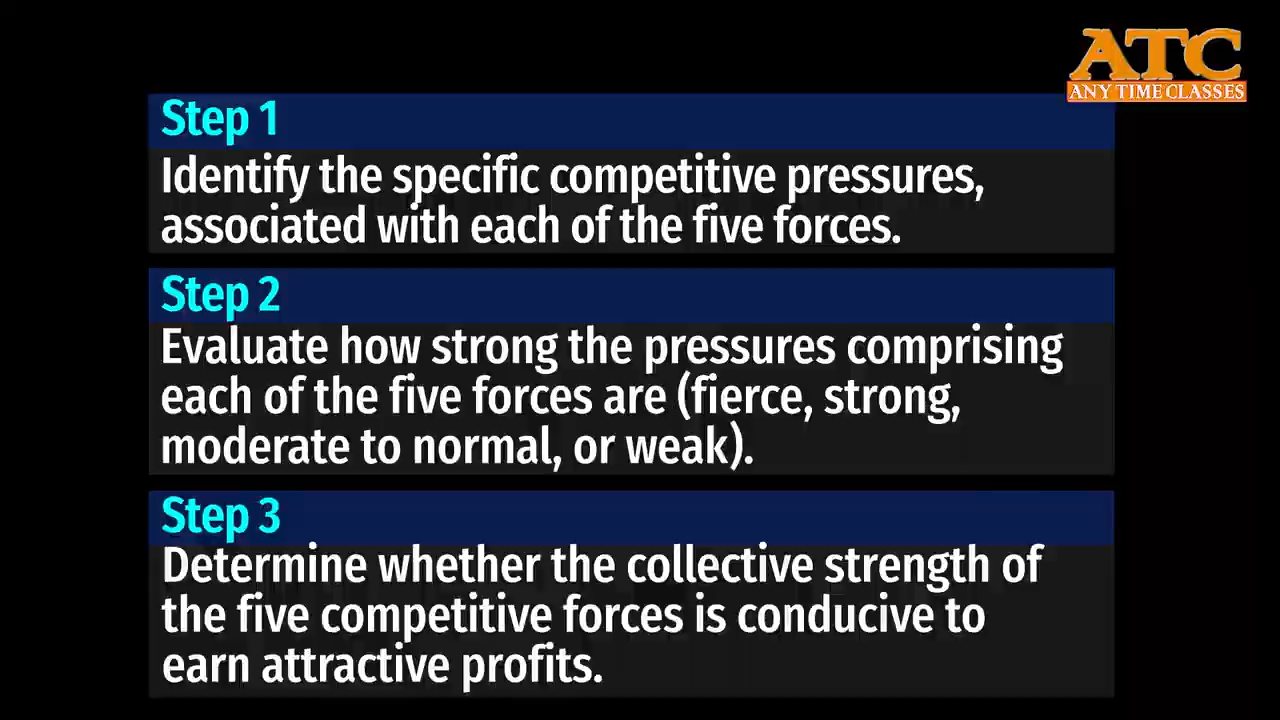 ATC
ANY TIME CLASSES
Step 1
Identify the specific competitive pressures,
associated with each of the five forces.
Step 2
Evaluate how strong the pressures comprising
each of the five forces are (fierce, strong,
moderate to normal, or weak).
Step 3
Determine whether the collective strength of
the five competitive forces is conducive to
earn attractive profits.